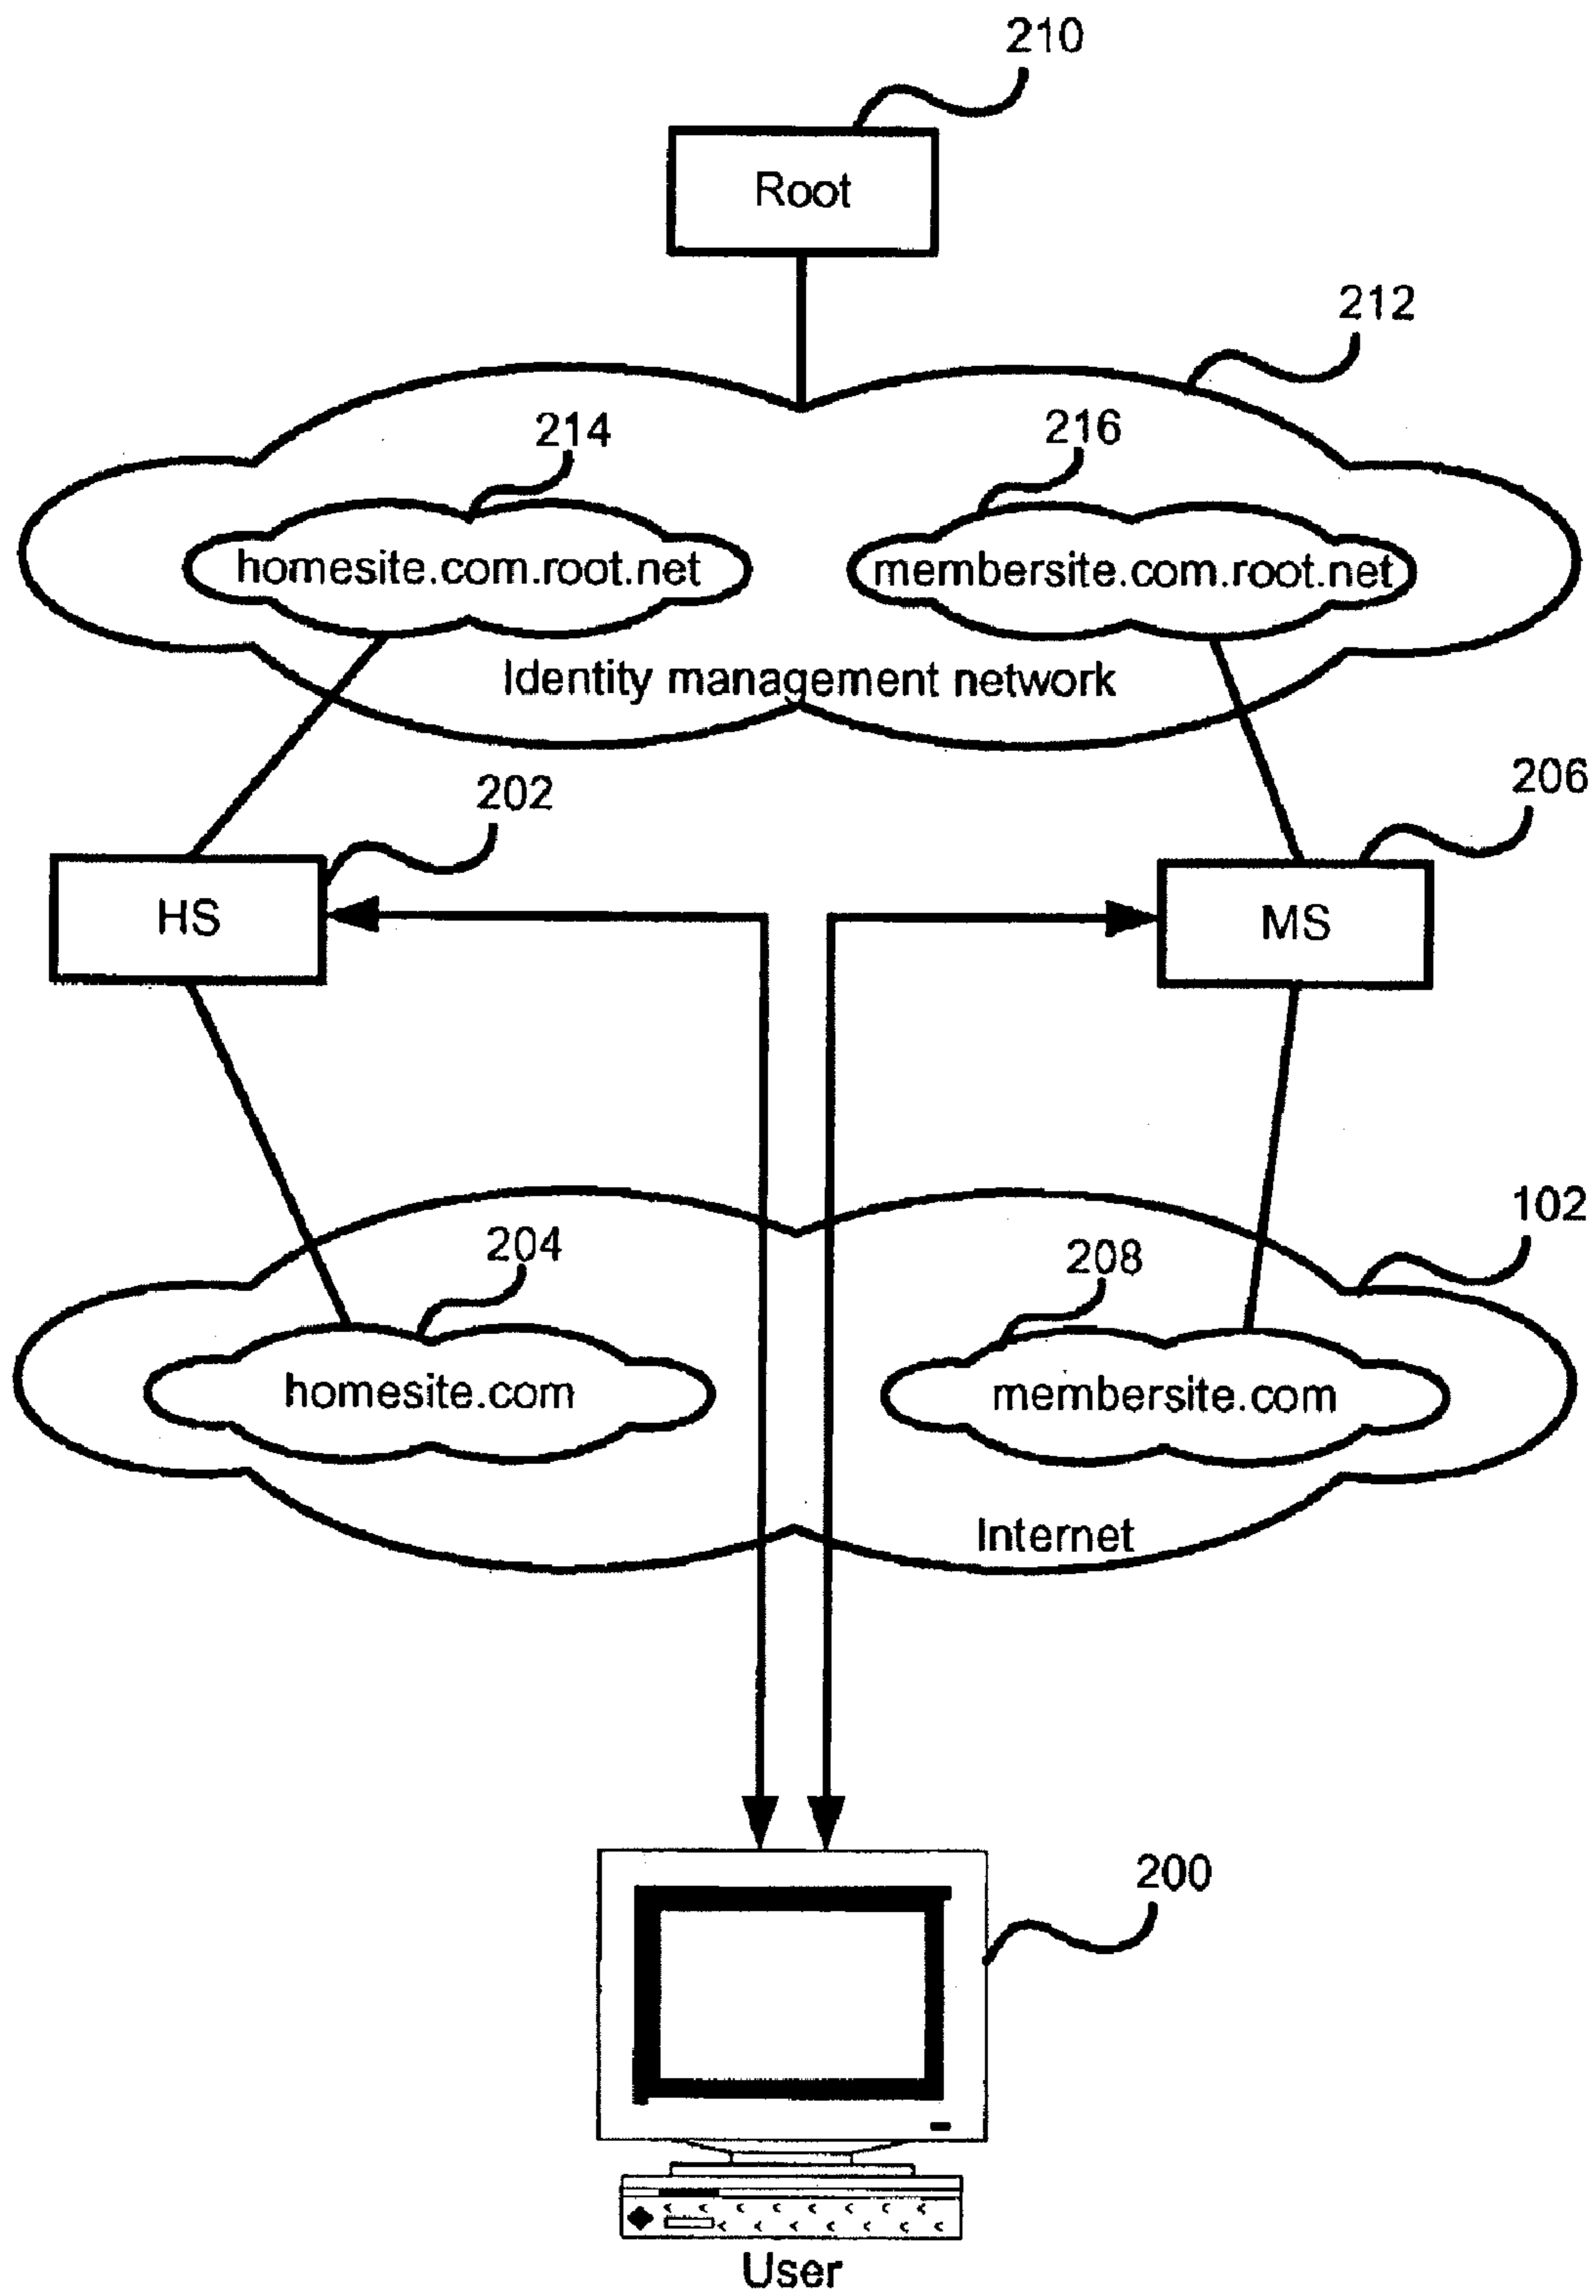 210
Root
212
214
216
homesite.com.root.net
membersite.com.root.net
Identity management network
202
206
HS
MS
102
204
208
homesite.com
membersite.com
Internet
200
User